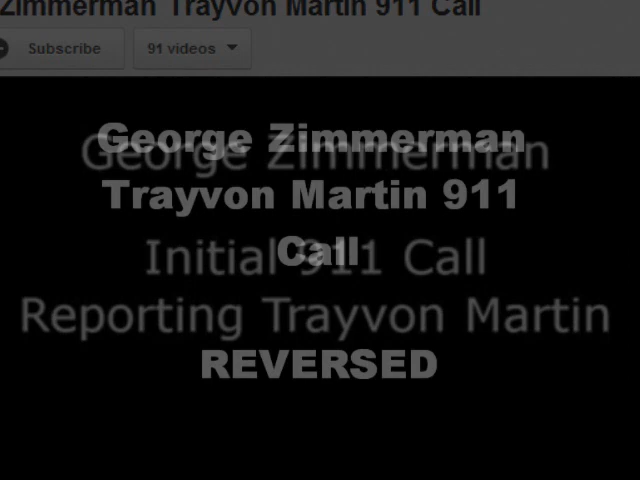 Zimmerman Trayvon Martin 911 Call
Subscribe 91 videos
George Zimmerman
George Zimmerman
Trayvon Martin 911
Call
Initial 911 Call
Reporting Trayvon Martin
REVERSED